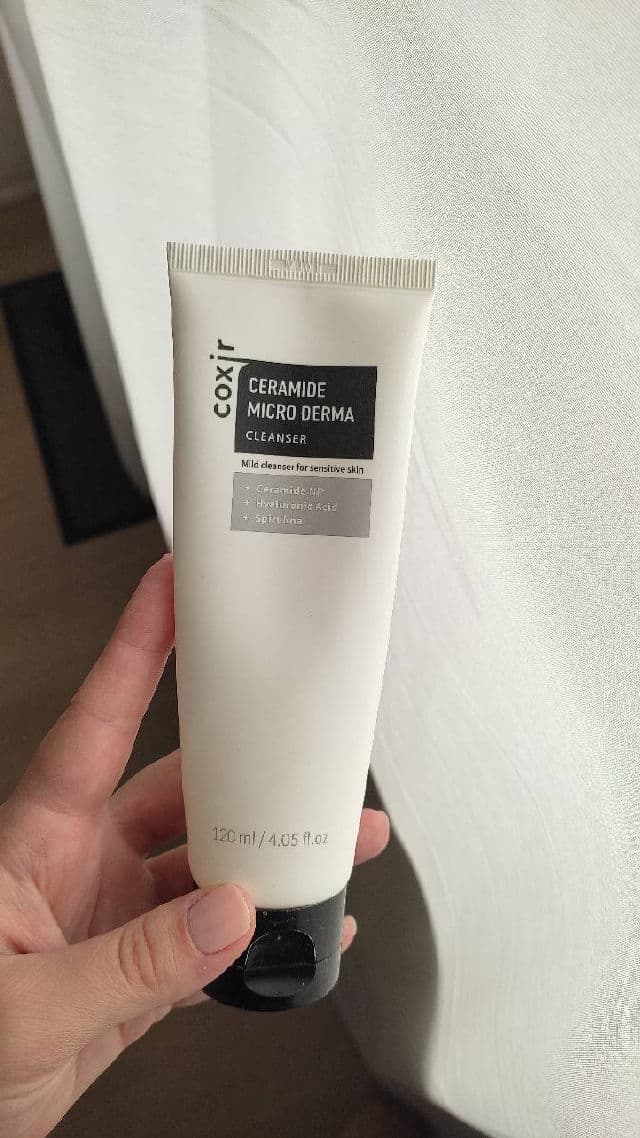 coxir
CERAMIDE
MICRO DERMA
CLEANSER
Mild cleanser for sensitive skin
+ Ceramide NP
+ Hyaluronic Acid
+ Spirulina
120 ml / 4.05 fl.oz